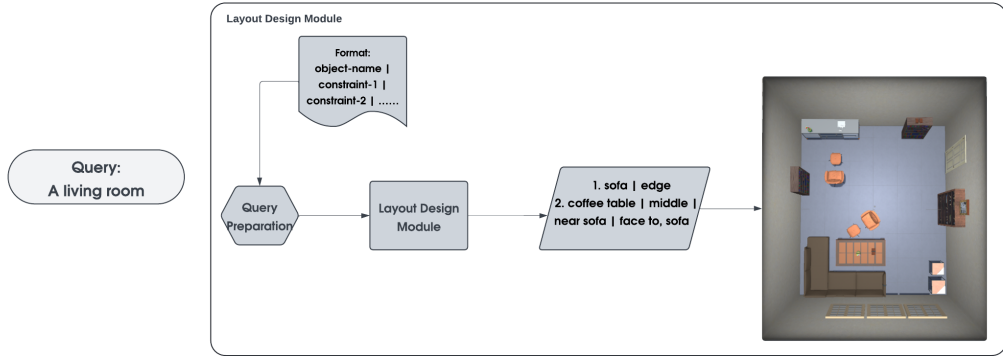 Layout Design Module
Format:
object-name |
constraint-1 |
constraint-2 | ......
Query:
A living room
Query
Preparation
Layout Design
Module
1. sofa | edge
2. coffee table | middle |
near sofa | face to, sofa